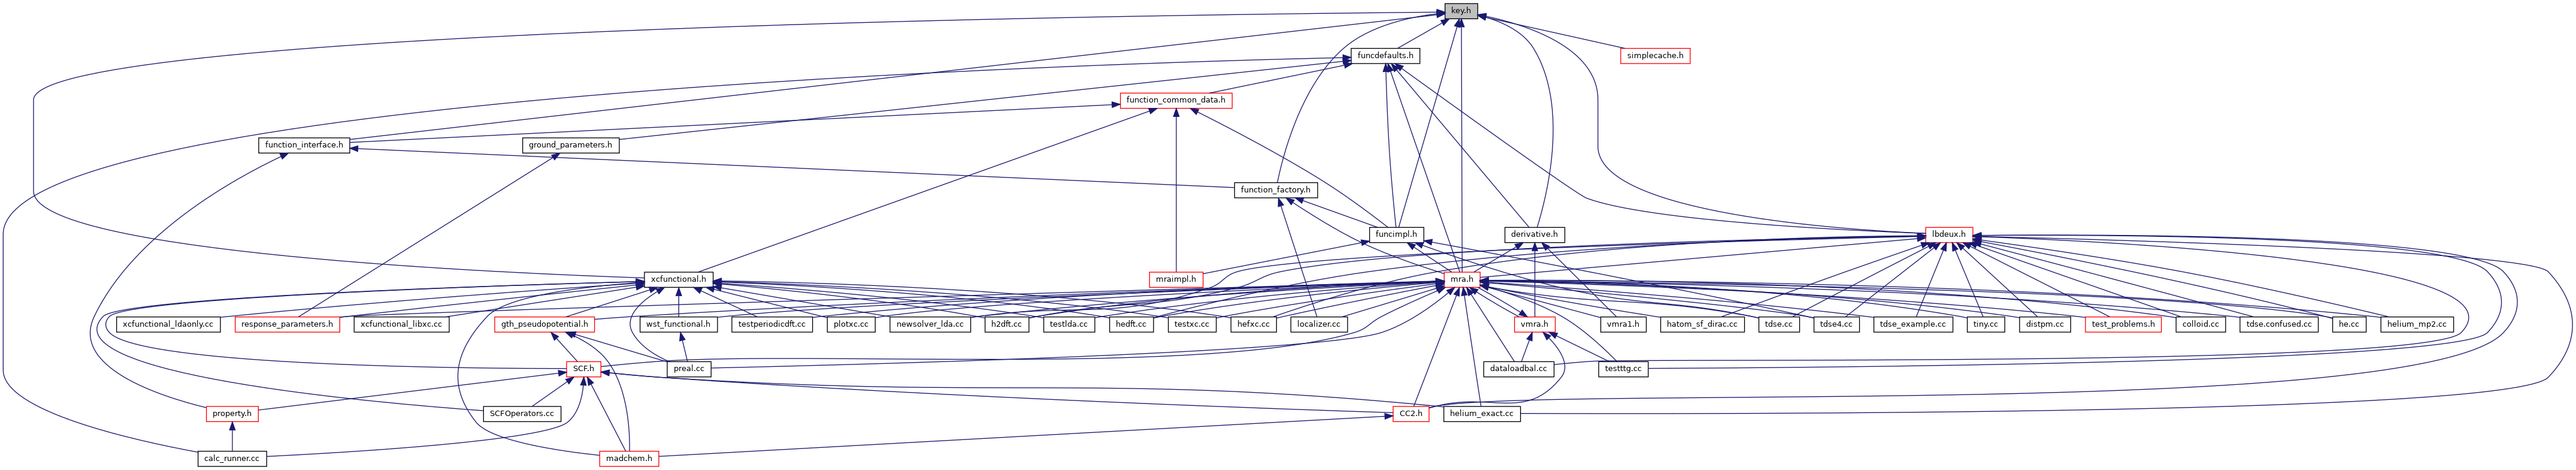 key.h
funcdefaults.h
simplecache.h
function_common_data.h
function_interface.h
ground_parameters.h
function_factory.h
funcimpl.h
derivative.h
lbdeux.h
xcfunctional.h
mraimpl.h
mra.h
xcfunctional_ldaonly.cc
response_parameters.h
xcfunctional_libxc.cc
gth_pseudopotential.h
wst_functional.h
testperiodicdft.cc
plotxc.cc
newsolver_lda.cc
h2dft.cc
testlda.cc
hedft.cc
testxc.cc
hefxc.cc
localizer.cc
vmra.h
vmra1.h
hatom_sf_dirac.cc
tdse.cc
tdse4.cc
tdse_example.cc
tiny.cc
distpm.cc
test_problems.h
colloid.cc
tdse.confused.cc
he.cc
helium_mp2.cc
SCF.h
preal.cc
dataloadbal.cc
testttg.cc
property.h
SCFOperators.cc
CC2.h
helium_exact.cc
calc_runner.cc
madchem.h